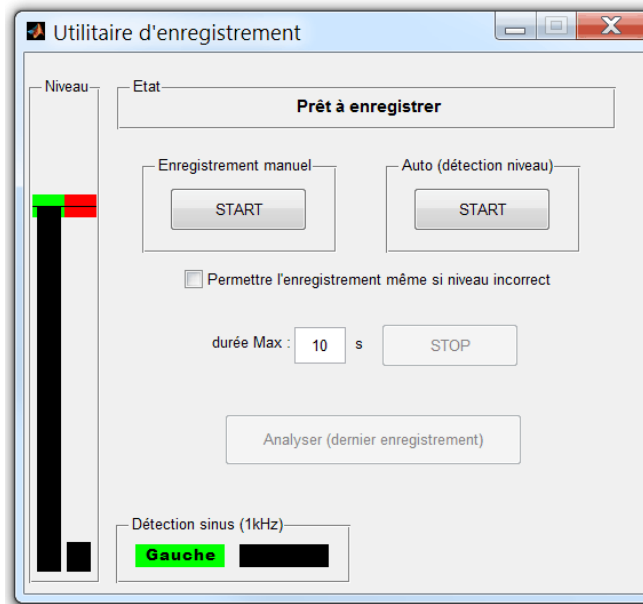 Utilitaire d'enregistrement
Niveau
Etat
Prêt à enregistrer
Enregistrement manuel
START
Auto (détection niveau)
START
Permettre l'enregistrement même si niveau incorrect
durée Max : 10 s
STOP
Analyser (dernier enregistrement)
Détection sinus (1kHz)
Gauche